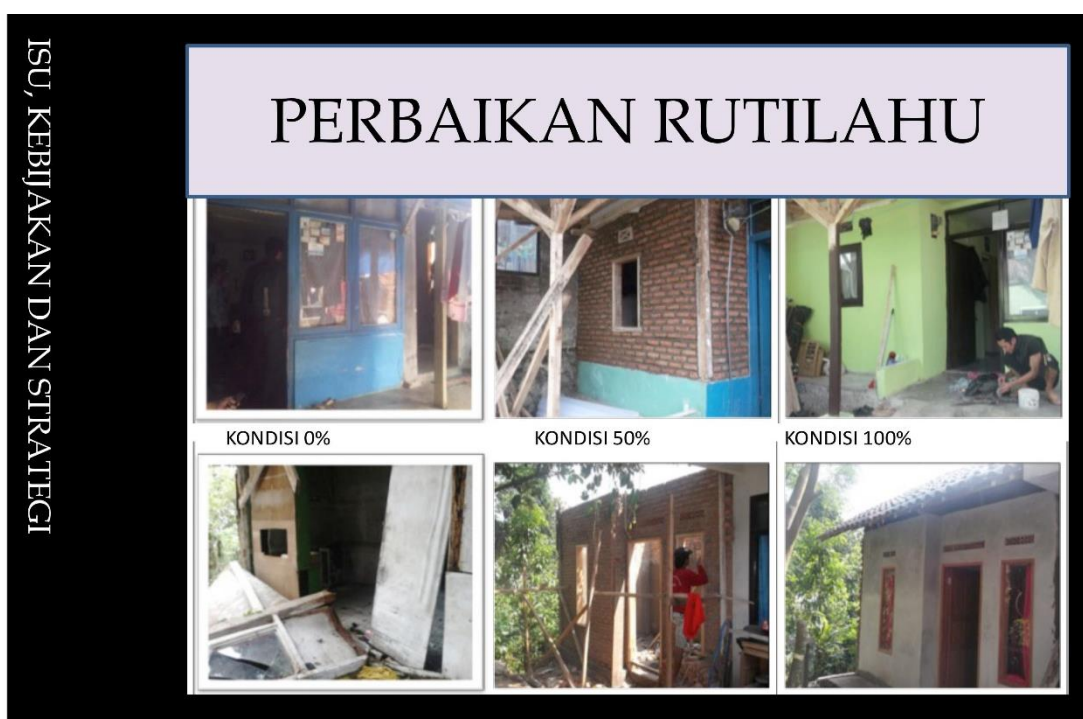 ISU, KEBIJAKAN DAN STRATEGI
PERBAIKAN RUTILAHU
KONDISI 0%
KONDISI 50%
KONDISI 100%